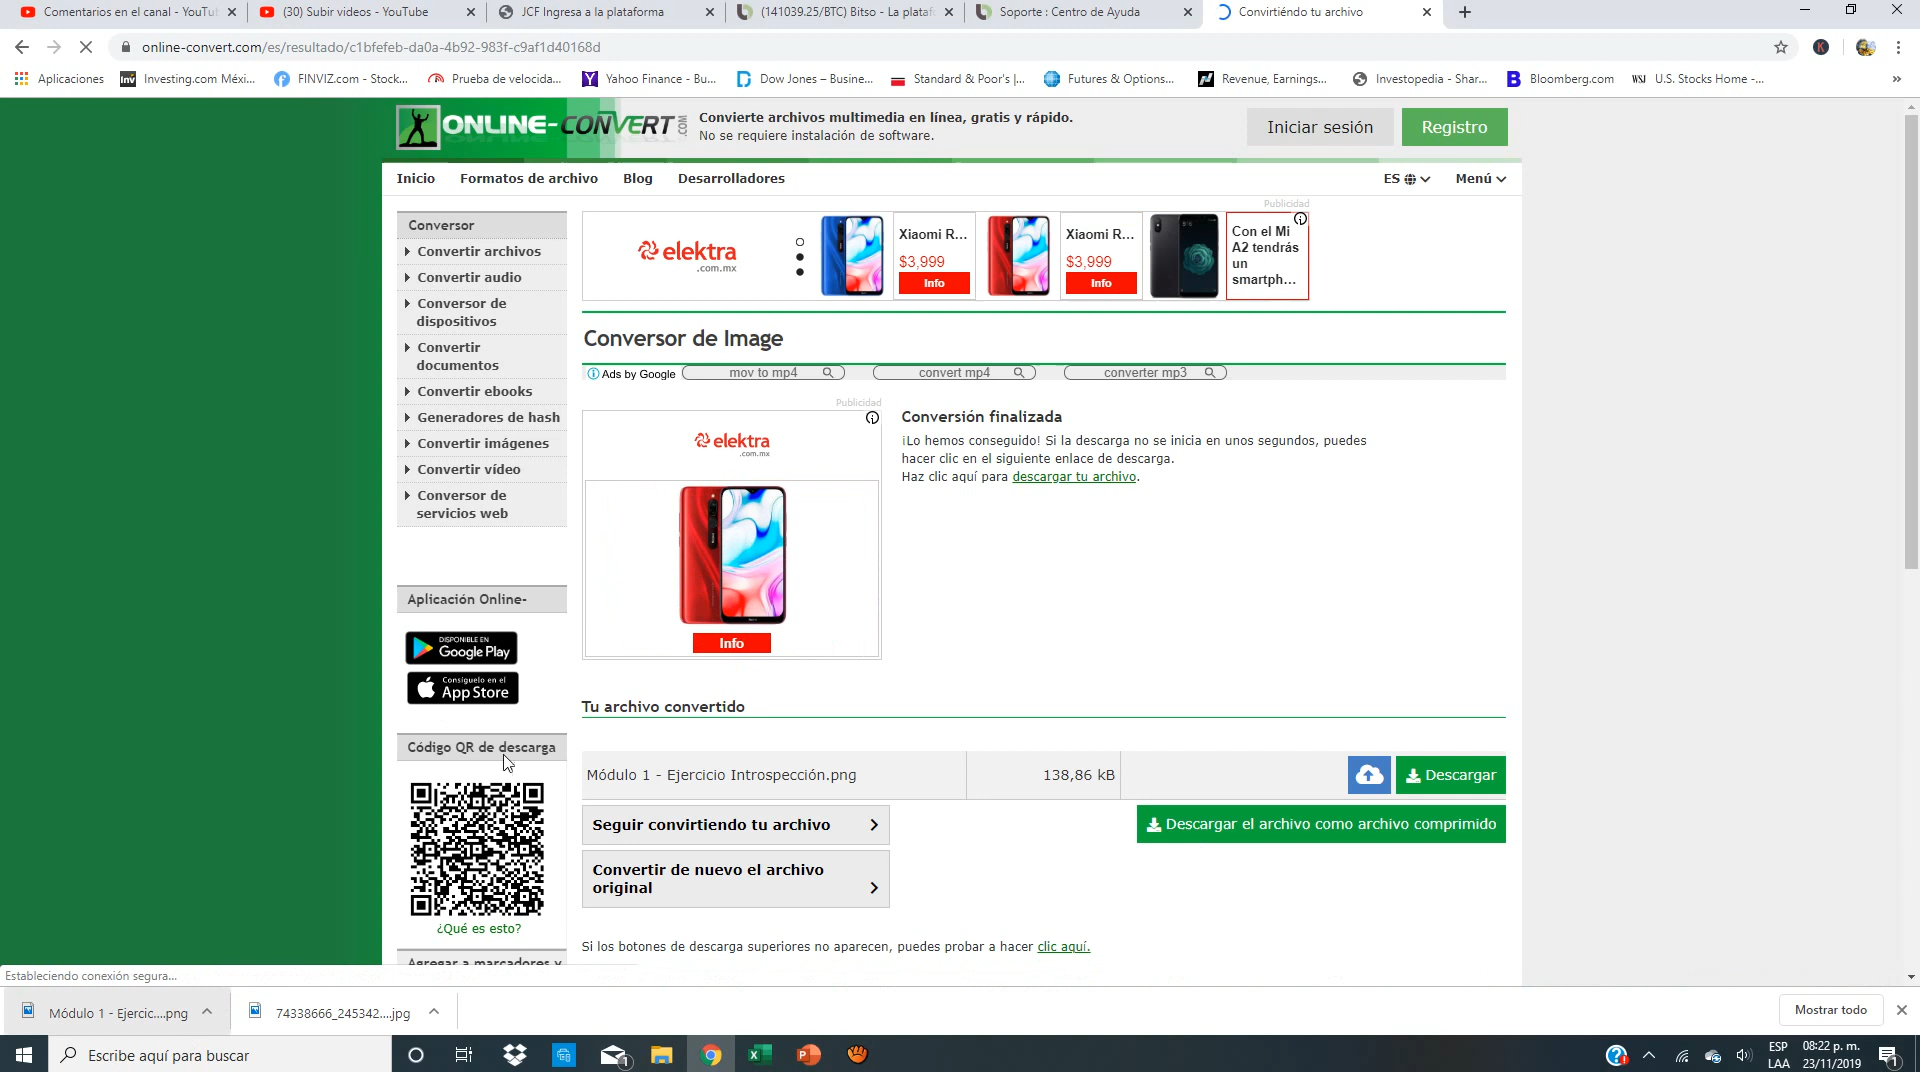 Comentarios en el canal - YouTu
(30) Subir videos - YouTube
JCF Ingresa a la plataforma
(141039.25/BTC) Bitso - La plataf
Soporte : Centro de Ayuda
Convirtiéndo tu archivo
online-convert.com/es/resultado/c1bfefeb-da0a-4b92-983f-c9af1d40168d
K
Aplicaciones
Inv Investing.com Méxi...
FINVIZ.com - Stock...
Prueba de velocida...
Yahoo Finance - Bu...
Dow Jones – Busine...
Standard & Poor's |...
Futures & Options...
Revenue, Earnings...
Investopedia - Shar...
Bloomberg.com
WSJ U.S. Stocks Home -...
ONLINE-CONVERT.COM
Convierte archivos multimedia en línea, gratis y rápido.
No se requiere instalación de software.
Iniciar sesión
Registro
Inicio
Formatos de archivo
Blog
Desarrolladores
ES
Menú
Conversor
Convertir archivos
Convertir audio
Conversor de
dispositivos
Convertir
documentos
Convertir ebooks
Generadores de hash
Convertir imágenes
Convertir vídeo
Conversor de
servicios web
Aplicación Online-
DISPONIBLE EN
Google Play
Consíguelo en el
App Store
Código QR de descarga
¿Qué es esto?
Agregar a marcadores y
Publicidad
elektra
.com.mx
Xiaomi R...
$3,999
Info
Xiaomi R...
$3,999
Info
Con el Mi
A2 tendrás
un
smartph...
Conversor de Image
Ads by Google
mov to mp4
convert mp4
converter mp3
Publicidad
elektra
.com.mx
Info
Conversión finalizada
¡Lo hemos conseguido! Si la descarga no se inicia en unos segundos, puedes
hacer clic en el siguiente enlace de descarga.
Haz clic aquí para descargar tu archivo.
Tu archivo convertido
Módulo 1 - Ejercicio Introspección.png
138,86 kB
Descargar
Seguir convirtiendo tu archivo
Descargar el archivo como archivo comprimido
Convertir de nuevo el archivo
original
Si los botones de descarga superiores no aparecen, puedes probar a hacer clic aquí.
Estableciendo conexión segura...
Módulo 1 - Ejercic....png
74338666_245342....jpg
Mostrar todo
Escribe aquí para buscar
1
ESP
LAA
08:22 p. m.
23/11/2019
1